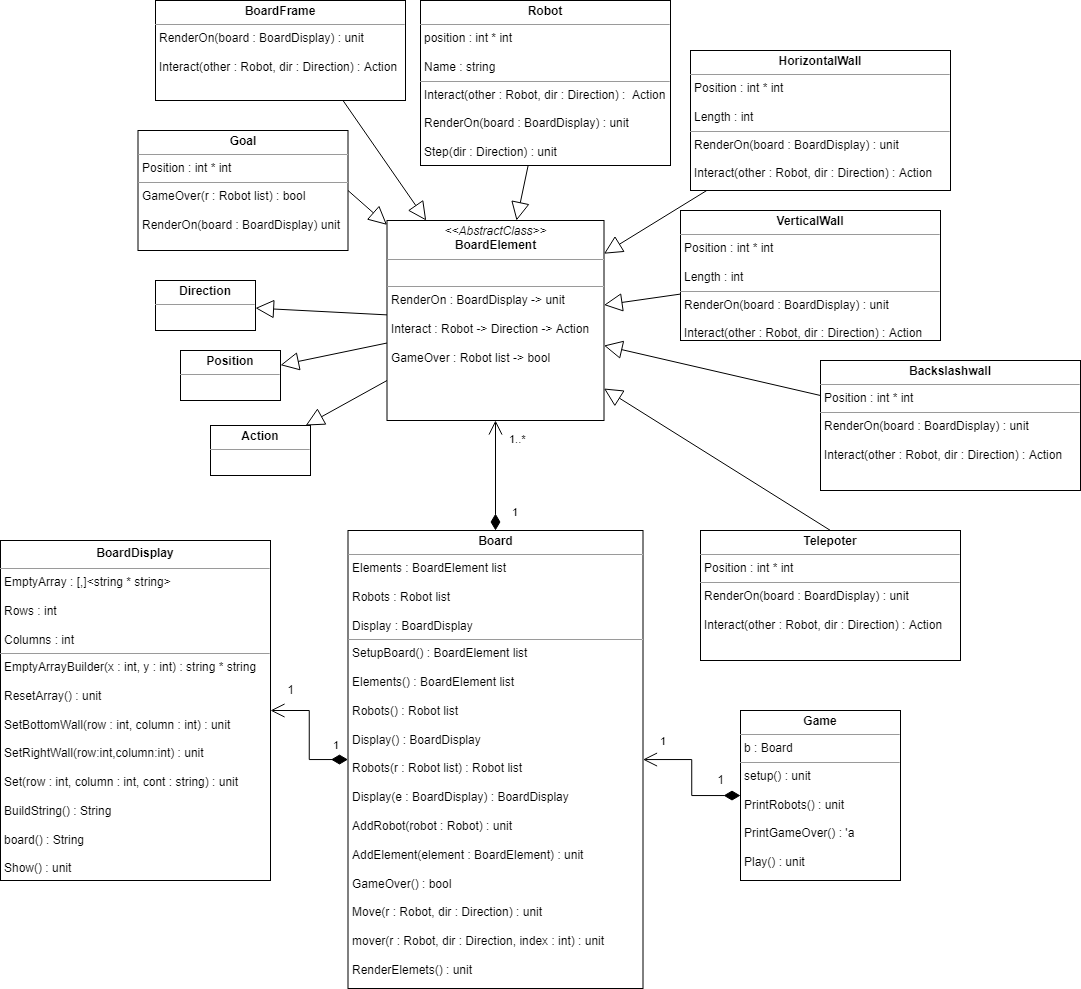 BoardFrame
RenderOn(board : BoardDisplay) : unit
Interact(other : Robot, dir : Direction) : Action
Robot
position : int * int
Name : string
Interact(other : Robot, dir : Direction) : Action
RenderOn(board : BoardDisplay) : unit
Step(dir : Direction) : unit
HorizontalWall
Position : int * int
Length : int
RenderOn(board : BoardDisplay) : unit
Interact(other : Robot, dir : Direction) : Action
Goal
Position : int * int
GameOver(r : Robot list) : bool
RenderOn(board : BoardDisplay) unit
<<AbstractClass>>
BoardElement
RenderOn : BoardDisplay -> unit
Interact : Robot -> Direction -> Action
GameOver : Robot list -> bool
VerticalWall
Position : int * int
Length : int
RenderOn(board : BoardDisplay) : unit
Interact(other : Robot, dir : Direction) : Action
Direction
Position
Action
Backslashwall
Position : int * int
RenderOn(board : BoardDisplay) : unit
Interact(other : Robot, dir : Direction) : Action
1..*
1
Telepoter
Position : int * int
RenderOn(board : BoardDisplay) : unit
Interact(other : Robot, dir : Direction) : Action
BoardDisplay
EmptyArray : [,]<string * string>
Rows : int
Columns : int
EmptyArrayBuilder(x : int, y : int) : string * string
ResetArray() : unit
SetBottomWall(row : int, column : int) : unit
SetRightWall(row:int,column:int) : unit
Set(row : int, column : int, cont : string) : unit
BuildString() : String
board() : String
Show() : unit
1
1
Board
Elements : BoardElement list
Robots : Robot list
Display : BoardDisplay
SetupBoard() : BoardElement list
Elements() : BoardElement list
Robots() : Robot list
Display() : BoardDisplay
Robots(r : Robot list) : Robot list
Display(e : BoardDisplay) : BoardDisplay
AddRobot(robot : Robot) : unit
AddElement(element : BoardElement) : unit
GameOver() : bool
Move(r : Robot, dir : Direction) : unit
mover(r : Robot, dir : Direction, index : int) : unit
RenderElemets() : unit
1
1
Game
b : Board
setup() : unit
PrintRobots() : unit
PrintGameOver() : 'a
Play() : unit